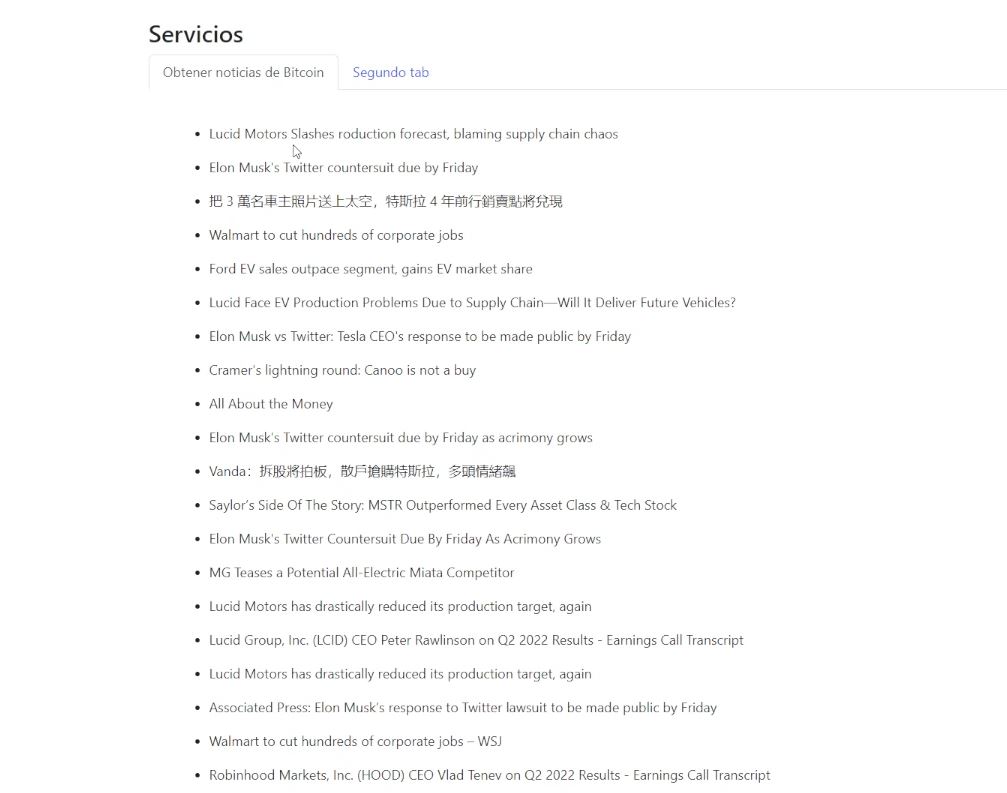 Servicios
Obtener noticias de Bitcoin Segundo tab
Lucid Motors Slashes roduction forecast, blaming supply chain chaos
Elon Musk's Twitter countersuit due by Friday
把 3 萬名車主照片送上太空，特斯拉 4 年前行銷賣點將兌現
Walmart to cut hundreds of corporate jobs
Ford EV sales outpace segment, gains EV market share
Lucid Face EV Production Problems Due to Supply Chain—Will It Deliver Future Vehicles?
Elon Musk vs Twitter: Tesla CEO's response to be made public by Friday
Cramer's lightning round: Canoo is not a buy
All About the Money
Elon Musk's Twitter countersuit due by Friday as acrimony grows
Vanda：拆股將拍板，散戶搶購特斯拉，多頭情緒飆
Saylor’s Side Of The Story: MSTR Outperformed Every Asset Class & Tech Stock
Elon Musk's Twitter Countersuit Due By Friday As Acrimony Grows
MG Teases a Potential All-Electric Miata Competitor
Lucid Motors has drastically reduced its production target, again
Lucid Group, Inc. (LCID) CEO Peter Rawlinson on Q2 2022 Results - Earnings Call Transcript
Lucid Motors has drastically reduced its production target, again
Associated Press: Elon Musk’s response to Twitter lawsuit to be made public by Friday
Walmart to cut hundreds of corporate jobs – WSJ
Robinhood Markets, Inc. (HOOD) CEO Vlad Tenev on Q2 2022 Results - Earnings Call Transcript